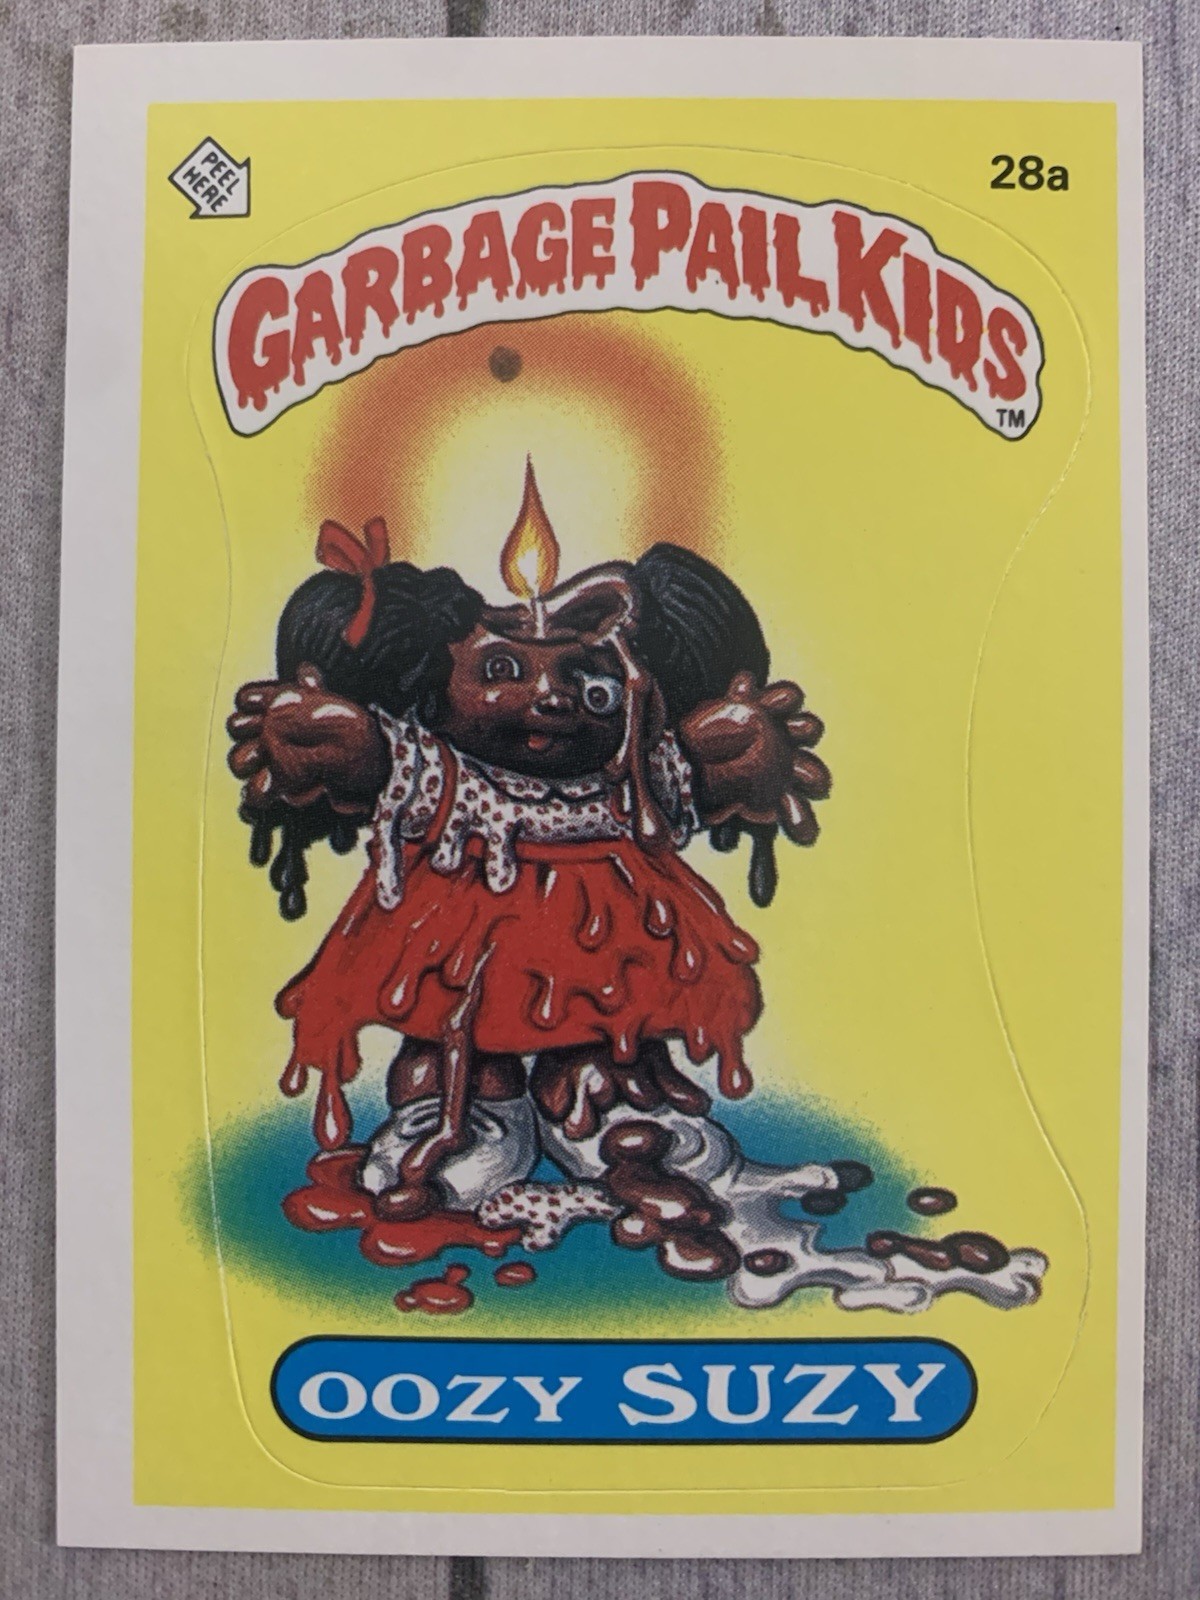 PEEL
HERE
28a
GARBAGE PAIL KIDS
TM
OOZY SUZY